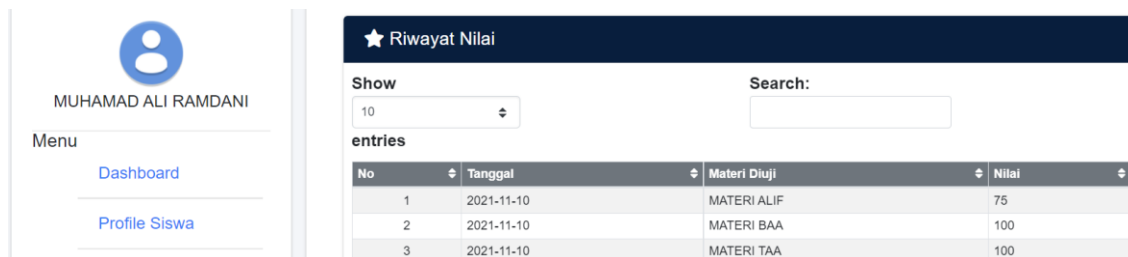 MUHAMAD ALI RAMDANI
Menu
Dashboard
Profile Siswa
Riwayat Nilai
Show
10
entries
Search:
No Tanggal Materi Diuji Nilai
1 2021-11-10 MATERI ALIF 75
2 2021-11-10 MATERI BAA 100
3 2021-11-10 MATERI TAA 100